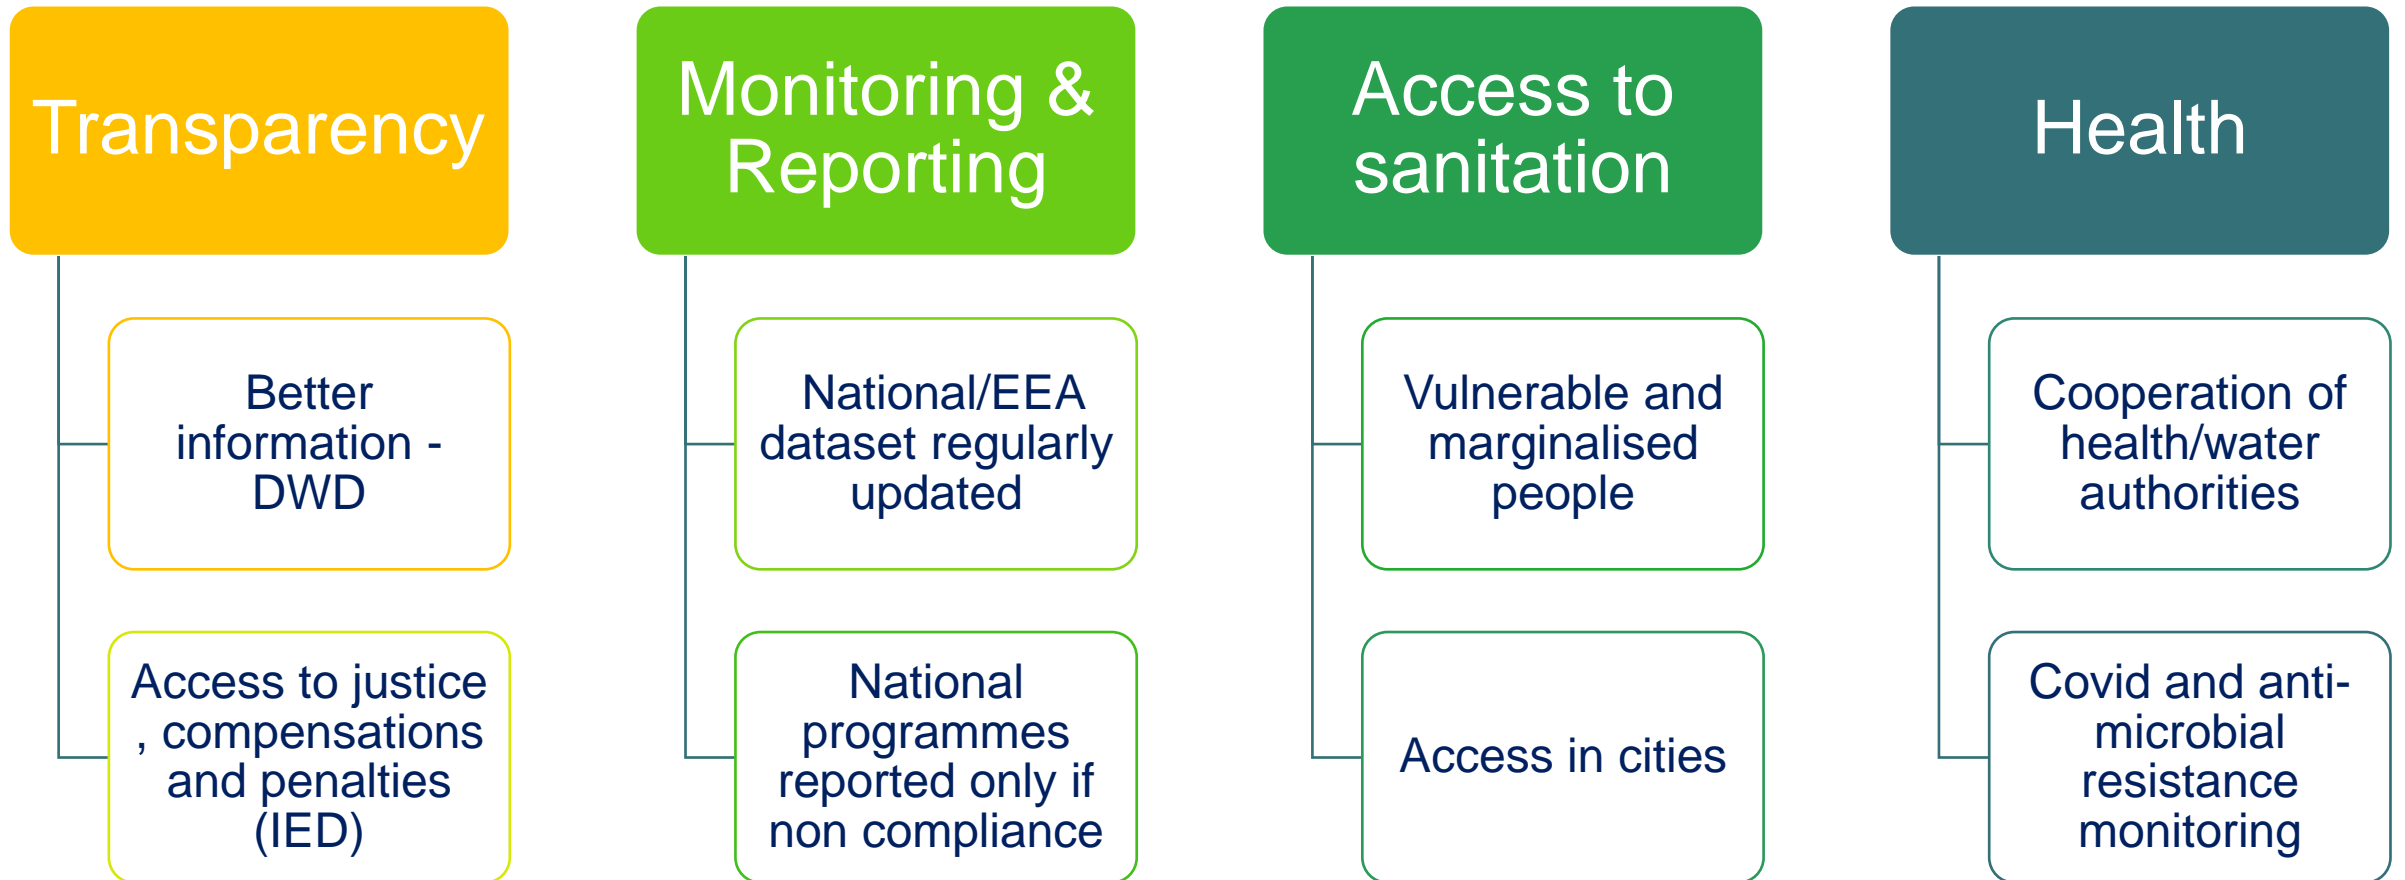 Transparency
Better
information -
DWD
Access to justice
, compensations
and penalties
(IED)
Monitoring &
Reporting
National/EEA
dataset regularly
updated
National
programmes
reported only if
non compliance
Access to
sanitation
Vulnerable and
marginalised
people
Access in cities
Health
Cooperation of
health/water
authorities
Covid and anti-
microbial
resistance
monitoring